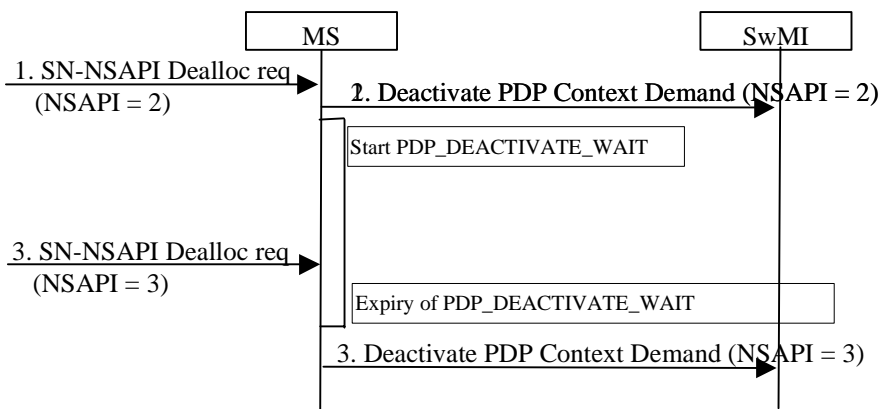 MS
SwMI
1. SN-NSAPI Dealloc req
(NSAPI = 2)
2. Deactivate PDP Context Demand (NSAPI = 2)
Start PDP_DEACTIVATE_WAIT
3. SN-NSAPI Dealloc req
(NSAPI = 3)
Expiry of PDP_DEACTIVATE_WAIT
3. Deactivate PDP Context Demand (NSAPI = 3)